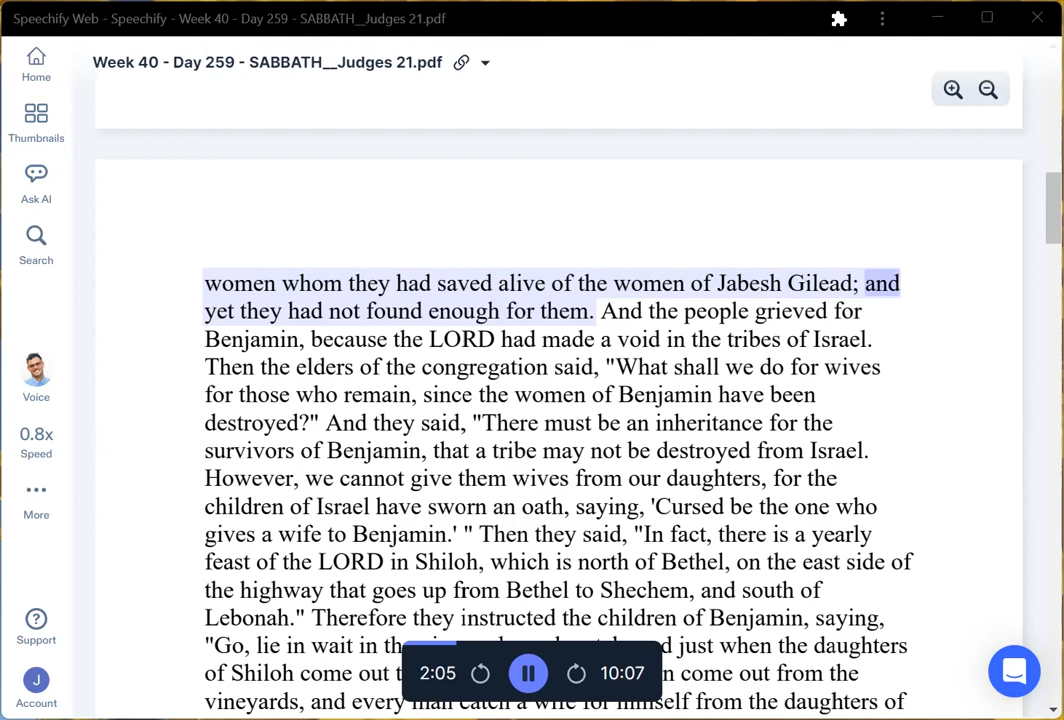 Speechify Web - Speechify - Week 40 - Day 259 - SABBATH__Judges 21.pdf
Week 40 - Day 259 - SABBATH__Judges 21.pdf
Home
Thumbnails
Ask AI
Search
Voice
0.8x
Speed
More
Support
J
Account
women whom they had saved alive of the women of Jabesh Gilead; and
yet they had not found enough for them. And the people grieved for
Benjamin, because the LORD had made a void in the tribes of Israel.
Then the elders of the congregation said, "What shall we do for wives
for those who remain, since the women of Benjamin have been
destroyed?" And they said, "There must be an inheritance for the
survivors of Benjamin, that a tribe may not be destroyed from Israel.
However, we cannot give them wives from our daughters, for the
children of Israel have sworn an oath, saying, 'Cursed be the one who
gives a wife to Benjamin.' " Then they said, "In fact, there is a yearly
feast of the LORD in Shiloh, which is north of Bethel, on the east side of
the highway that goes up from Bethel to Shechem, and south of
Lebonah." Therefore they instructed the children of Benjamin, saying,
"Go, lie in wait in the just when the daughters
of Shiloh come out come out from the
vineyards, and every man catch a wife for himself from the daughters of
2:05
10:07